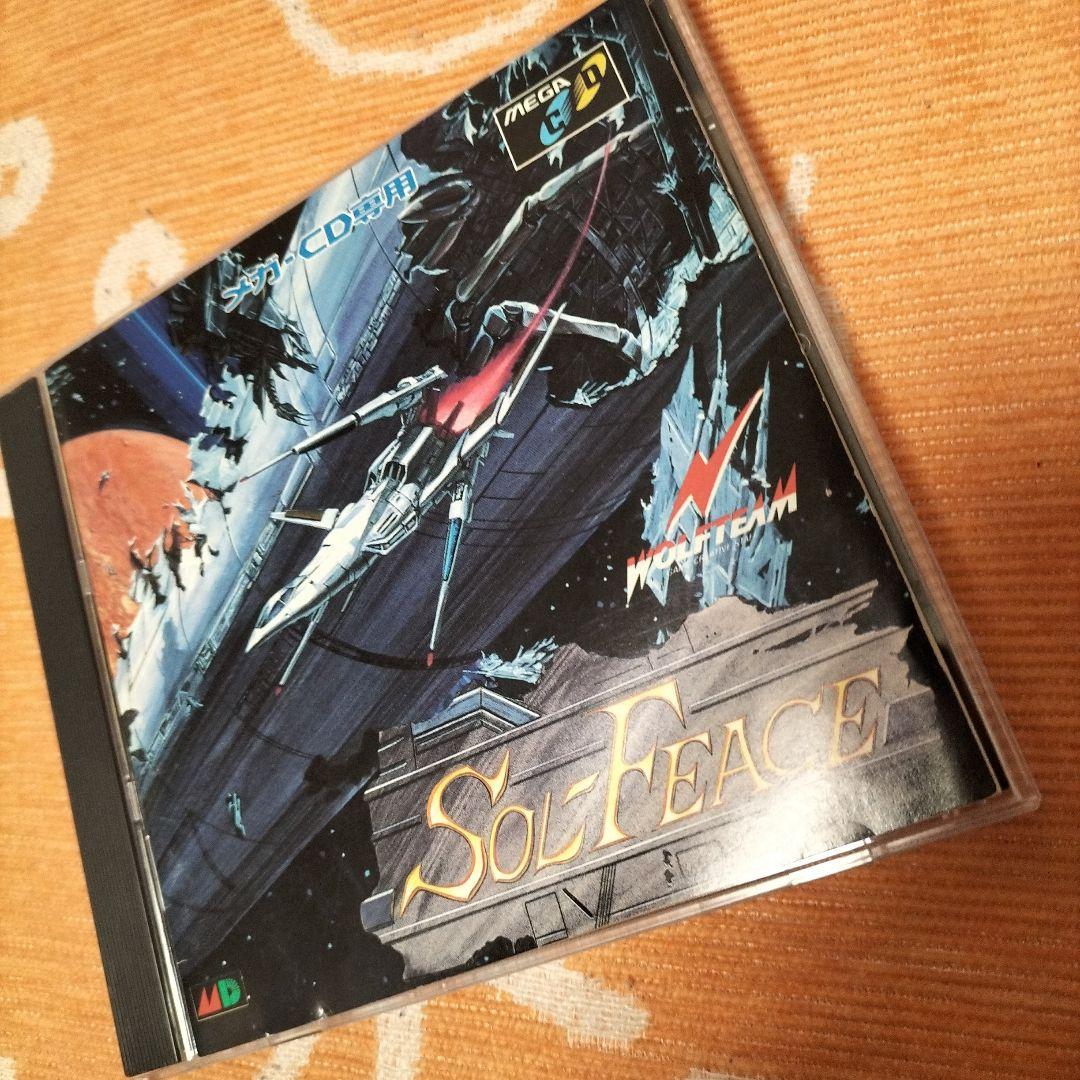 MEGA
CD
メガ-CD専用
WOLFTEAM
SOL-FEACE
MD